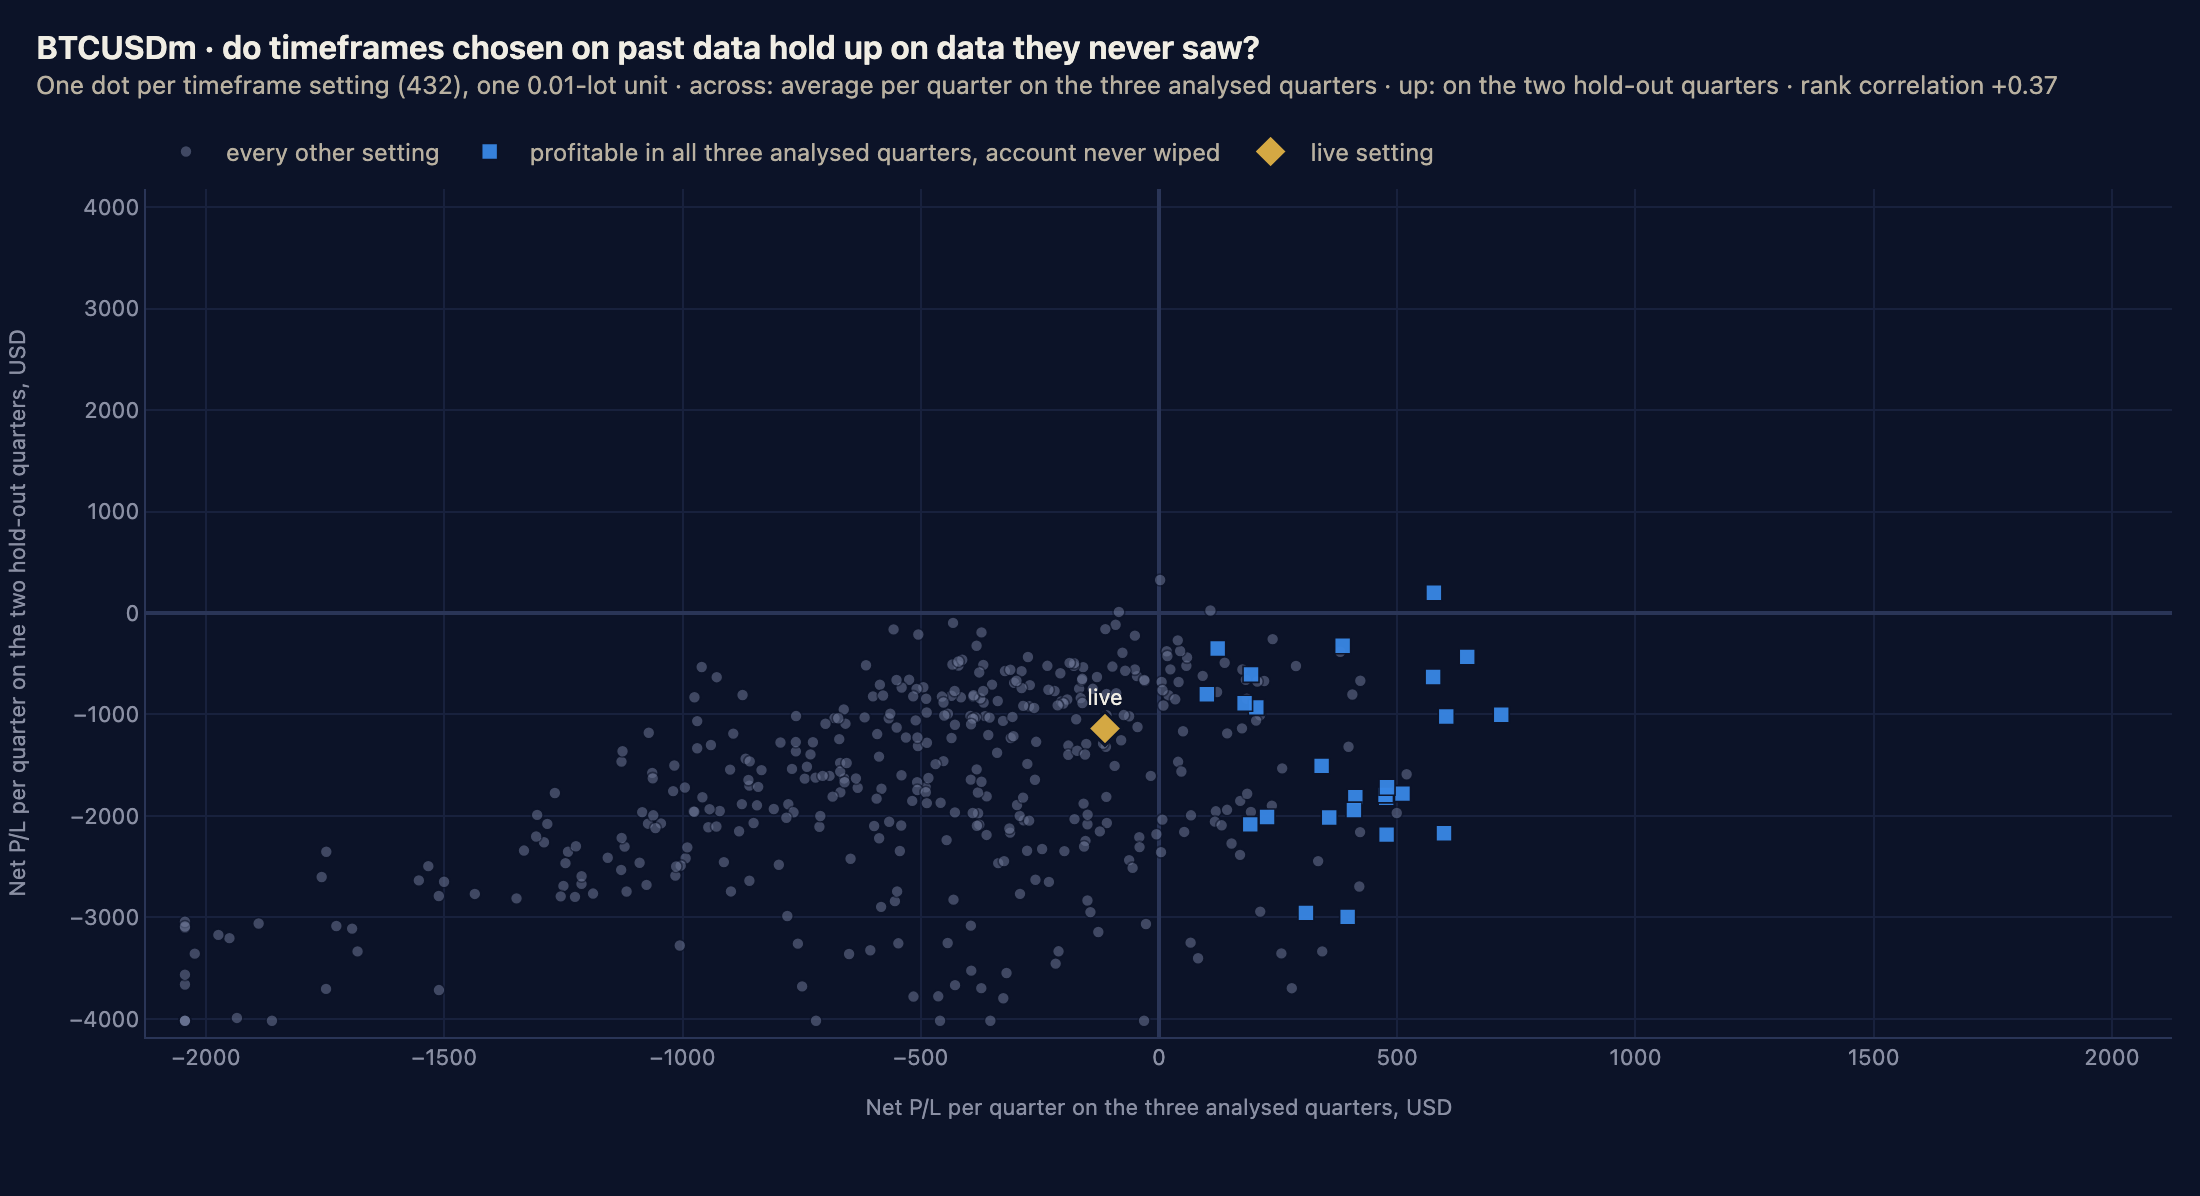 BTCUSDm · do timeframes chosen on past data hold up on data they never saw?
One dot per timeframe setting (432), one 0.01-lot unit · across: average per quarter on the three analysed quarters · up: on the two hold-out quarters · rank correlation +0.37
every other setting
profitable in all three analysed quarters, account never wiped
live setting
Net P/L per quarter on the two hold-out quarters, USD
4000
3000
2000
1000
0
−1000
−2000
−3000
−4000
live
−2000
−1500
−1000
−500
0
500
1000
1500
2000
Net P/L per quarter on the three analysed quarters, USD